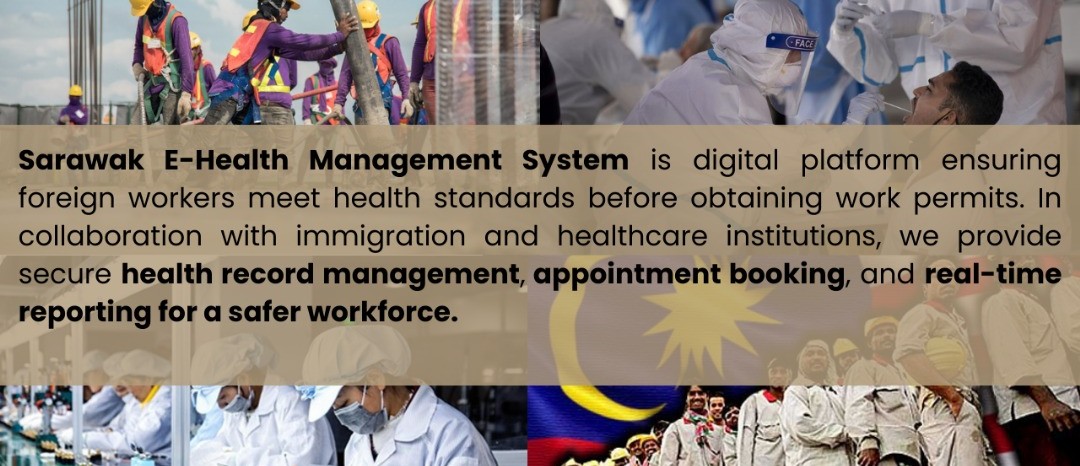 FACE
Sarawak E-Health Management System is digital platform ensuring
foreign workers meet health standards before obtaining work permits. In
collaboration with immigration and healthcare institutions, we provide
secure health record management, appointment booking, and real-time
reporting for a safer workforce.